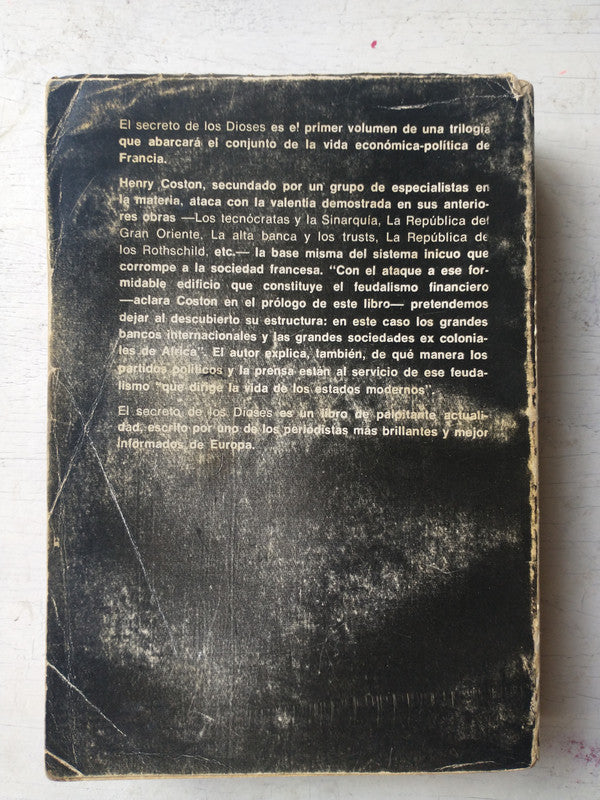 El secreto de los Dioses es el primer volumen de una trilogía
que abarcará el conjunto de la vida económica-política de
Francia.
Henry Coston, secundado por un grupo de especialistas en
la materia, ataca con la valentía demostrada en sus anterio-
res obras —Los tecnócratas y la Sinarquía, La República del
Gran Oriente, La alta banca y los trusts, La República de
los Rothschild, etc.— la base misma del sistema inicuo que
corrompe a la sociedad francesa. "Con el ataque a ese for-
midable edificio que constituye el feudalismo financiero
—aclara Coston en el prólogo de este libro— pretendemos
dejar al descubierto su estructura: en este caso los grandes
bancos internacionales y las grandes sociedades ex colonia-
les de Africa". El autor explica, también, de qué manera los
partidos políticos y la prensa están al servicio de ese feuda-
lismo "que dirige la vida de los estados modernos".
El secreto de los Dioses es un libro de palpitante actuali-
dad, escrito por uno de los periodistas más brillantes y mejor
informados de Europa.